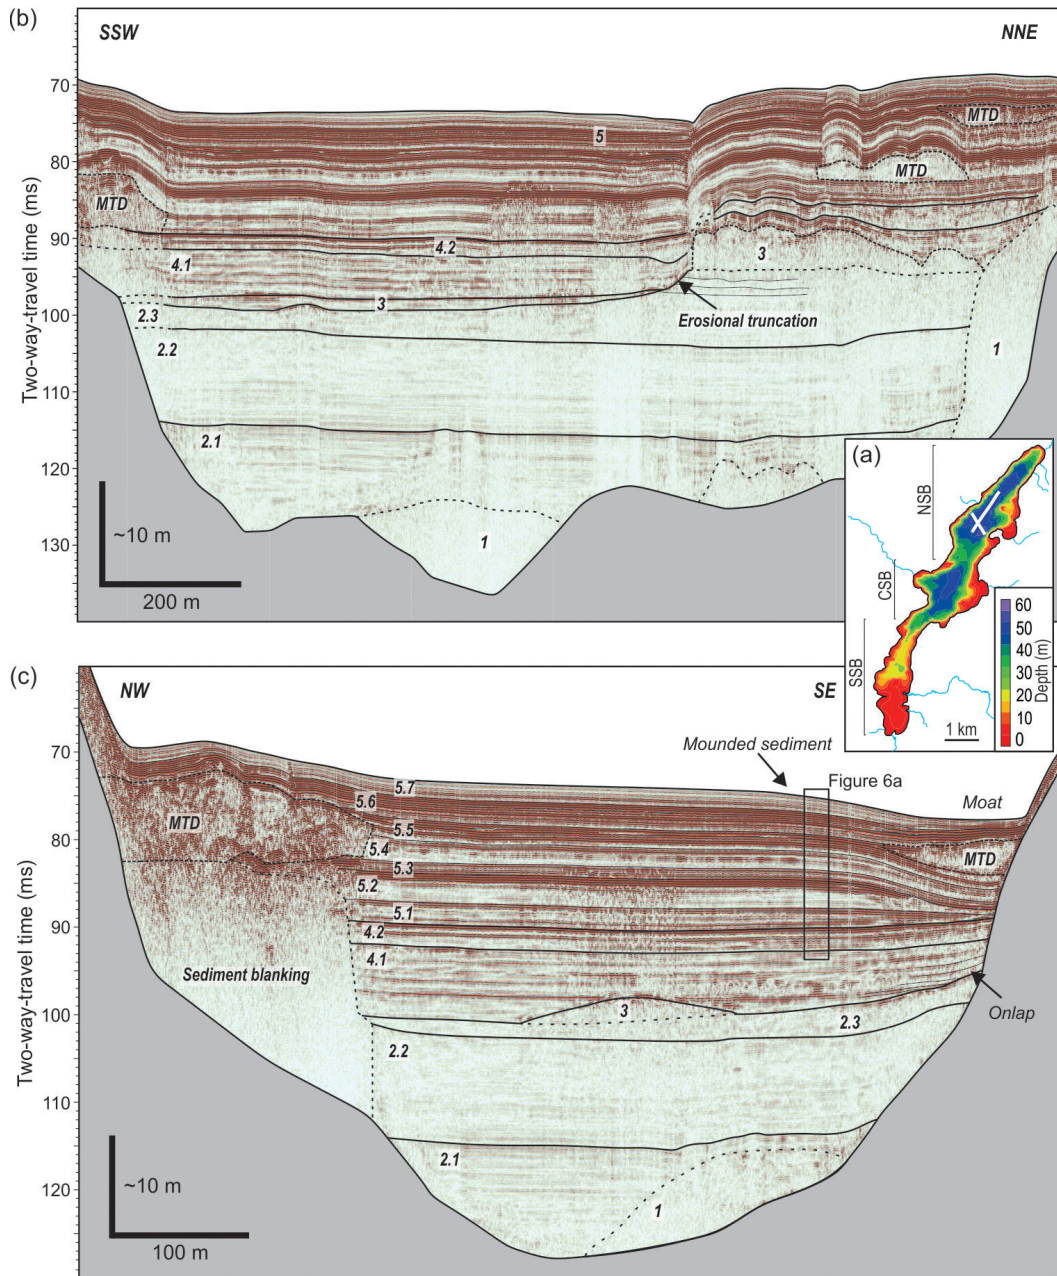 (b)
SSW
NNE
Two-way-travel time (ms)
70
80
90
100
110
120
130
5
MTD
MTD
MTD
4.2
4.1
3
3
2.3
Erosional truncation
2.2
1
2.1
1
~10 m
200 m
(a)
NSB
CSB
SSB
60
50
40
30
20
10
0
Depth (m)
1 km
(c)
NW
SE
Two-way-travel time (ms)
70
80
90
100
110
120
Mounded sediment
Figure 6a
Moat
5.7
5.6
MTD
5.5
5.4
MTD
5.3
5.2
5.1
4.2
4.1
Sediment blanking
3
2.3
Onlap
2.2
2.1
1
~10 m
100 m